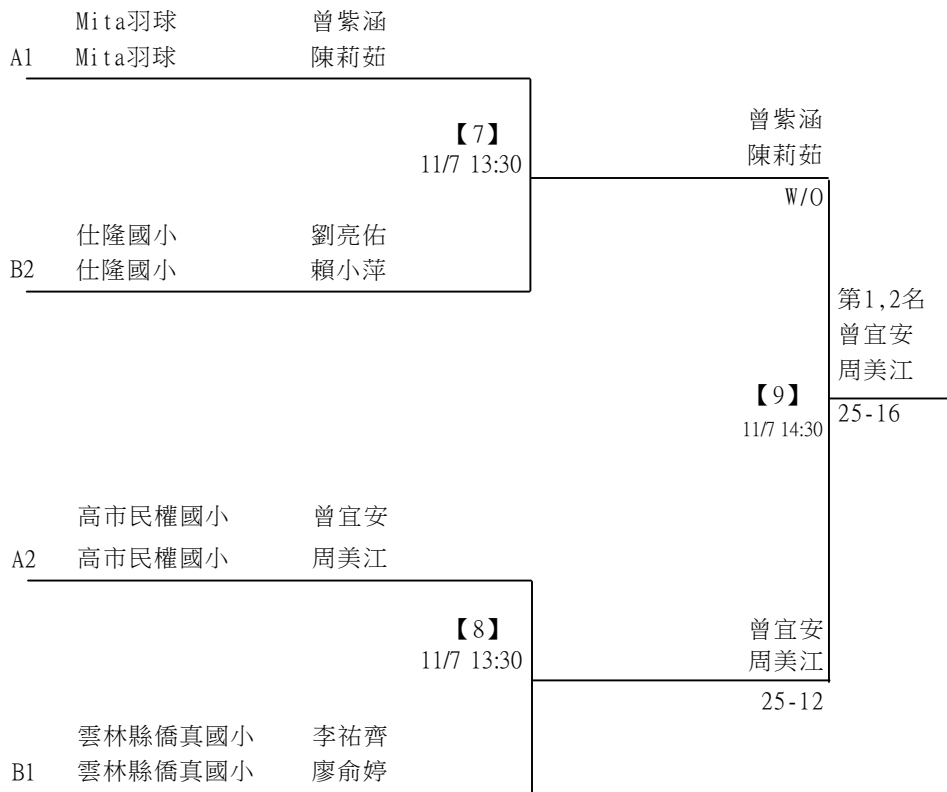 Mita羽球 曾紫涵
A1 Mita羽球 陳莉茹
【7】
11/7 13:30
曾紫涵
陳莉茹
W/O
仕隆國小 劉亮佑
B2 仕隆國小 賴小萍
第1,2名
曾宜安
周美江
【9】
11/7 14:30
25-16
高市民權國小 曾宜安
A2 高市民權國小 周美江
【8】
11/7 13:30
曾宜安
周美江
25-12
雲林縣僑真國小 李祐齊
B1 雲林縣僑真國小 廖俞婷